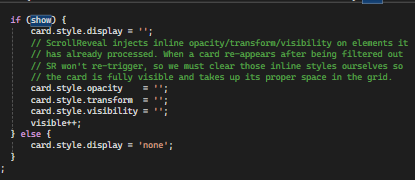 if (show) {
card.style.display = '';
// ScrollReveal injects inline opacity/transform/visibility on elements it
// has already processed. When a card re-appears after being filtered out
// SR won't re-trigger, so we must clear those inline styles ourselves so
// the card is fully visible and takes up its proper space in the grid.
card.style.opacity    = '';
card.style.transform  = '';
card.style.visibility = '';
visible++;
} else {
card.style.display = 'none';
}
;